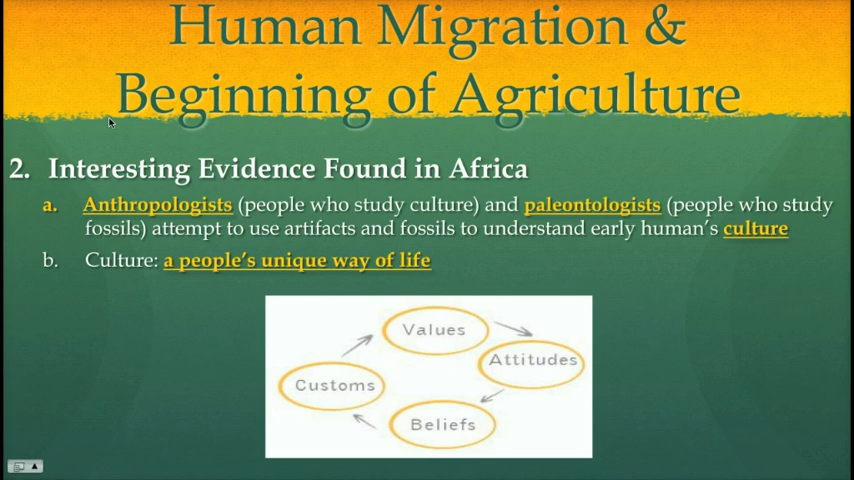 Human Migration &
Beginning of Agriculture
2. Interesting Evidence Found in Africa
a. Anthropologists (people who study culture) and paleontologists (people who study
fossils) attempt to use artifacts and fossils to understand early human's culture
b. Culture: a people's unique way of life
Values
Attitudes
Customs
Beliefs